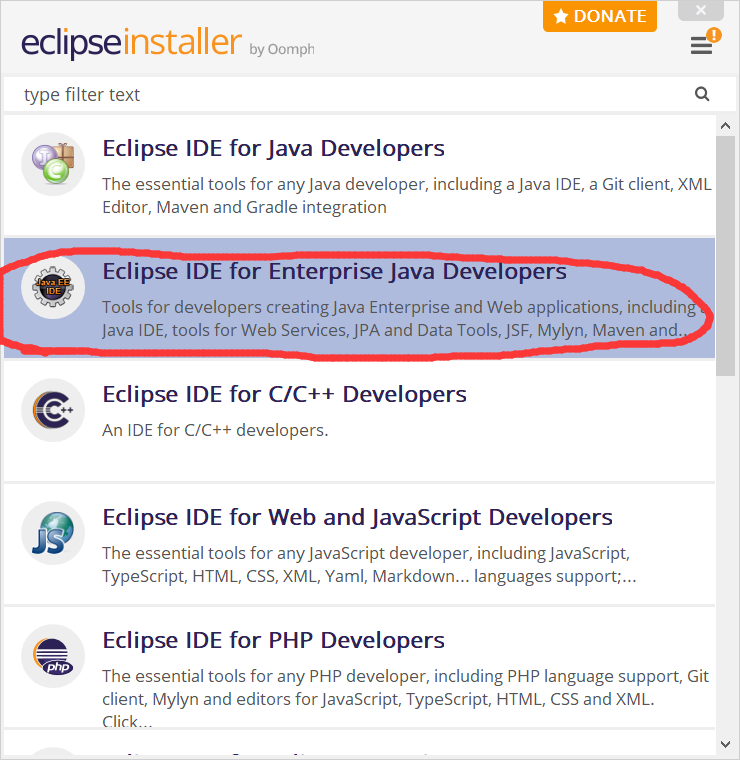 DONATE
eclipseinstaller by Oomph
type filter text
Eclipse IDE for Java Developers
The essential tools for any Java developer, including a Java IDE, a Git client, XML
Editor, Maven and Gradle integration
Java EE
IDE
Eclipse IDE for Enterprise Java Developers
Tools for developers creating Java Enterprise and Web applications, including a
Java IDE, tools for Web Services, JPA and Data Tools, JSF, Mylyn, Maven and...
C++
Eclipse IDE for C/C++ Developers
An IDE for C/C++ developers.
JS
Eclipse IDE for Web and JavaScript Developers
The essential tools for any JavaScript developer, including JavaScript,
TypeScript, HTML, CSS, XML, Yaml, Markdown... languages support;...
php
Eclipse IDE for PHP Developers
The essential tools for any PHP developer, including PHP language support, Git
client, Mylyn and editors for JavaScript, TypeScript, HTML, CSS and XML.
Click...